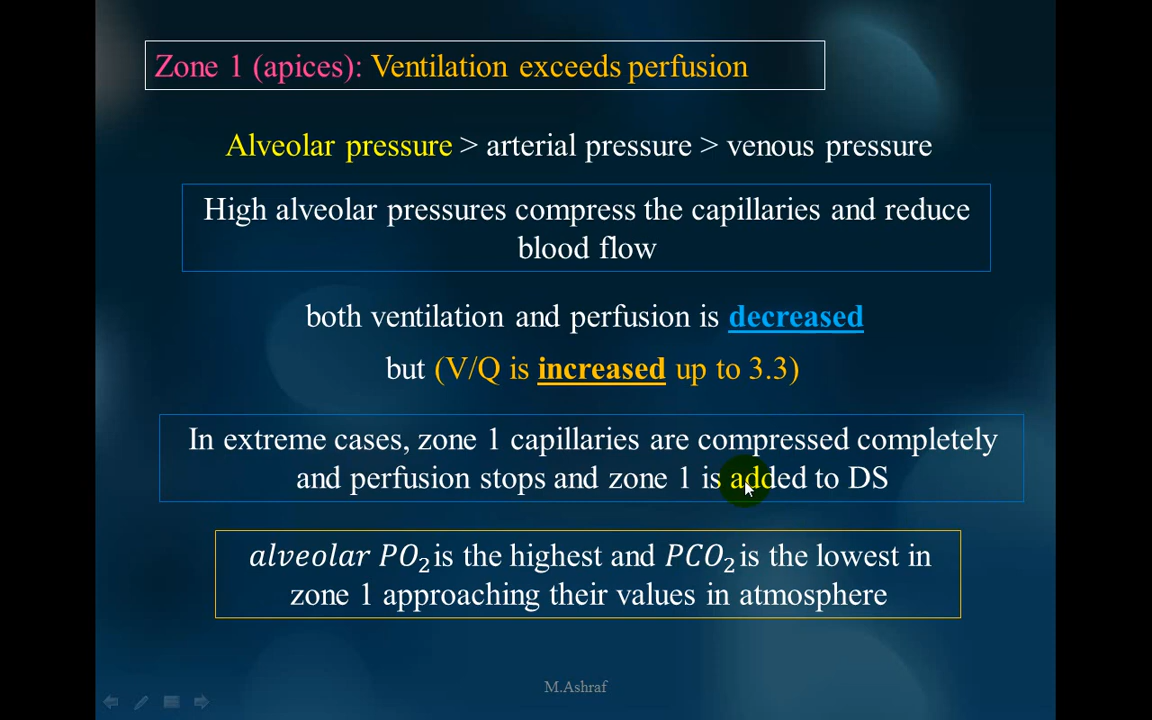 Zone 1 (apices): Ventilation exceeds perfusion
Alveolar pressure > arterial pressure > venous pressure
High alveolar pressures compress the capillaries and reduce
blood flow
both ventilation and perfusion is decreased
but (V/Q is increased up to 3.3)
In extreme cases, zone 1 capillaries are compressed completely
and perfusion stops and zone 1 is added to DS
alveolar PO₂ is the highest and PCO₂ is the lowest in
zone 1 approaching their values in atmosphere
M.Ashraf